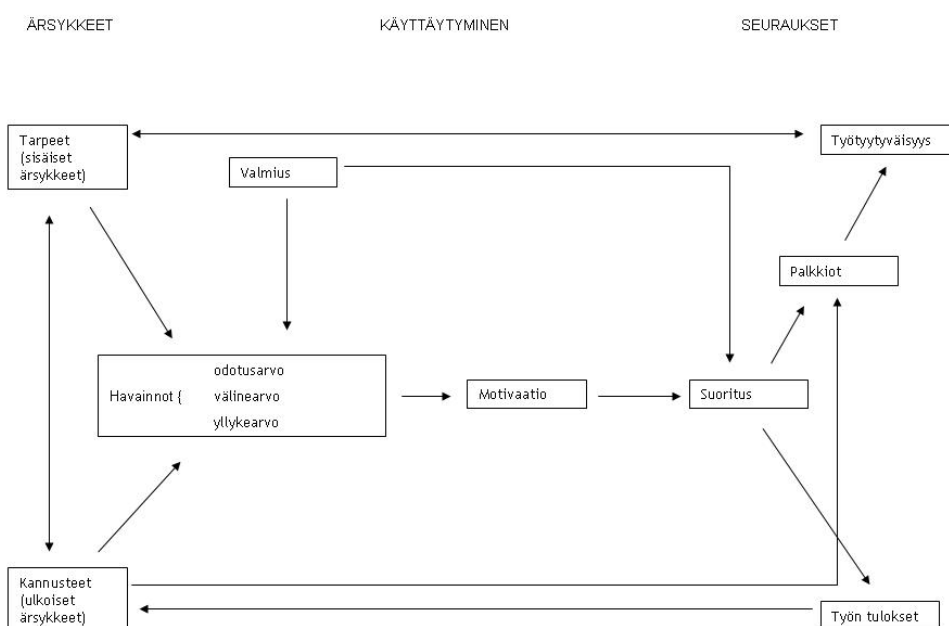 ÄRSYKKEET KÄYTTÄYTYMINEN SEURAUKSET
Tarpeet
(sisäiset
ärsykkeet)
Työtyytyväisyys
Valmius
Palkkiot
odotusarvo
Havainnot { välinearvo
yllykearvo
Motivaatio
Suoritus
Kannusteet
(ulkoiset
ärsykkeet)
Työn tulokset